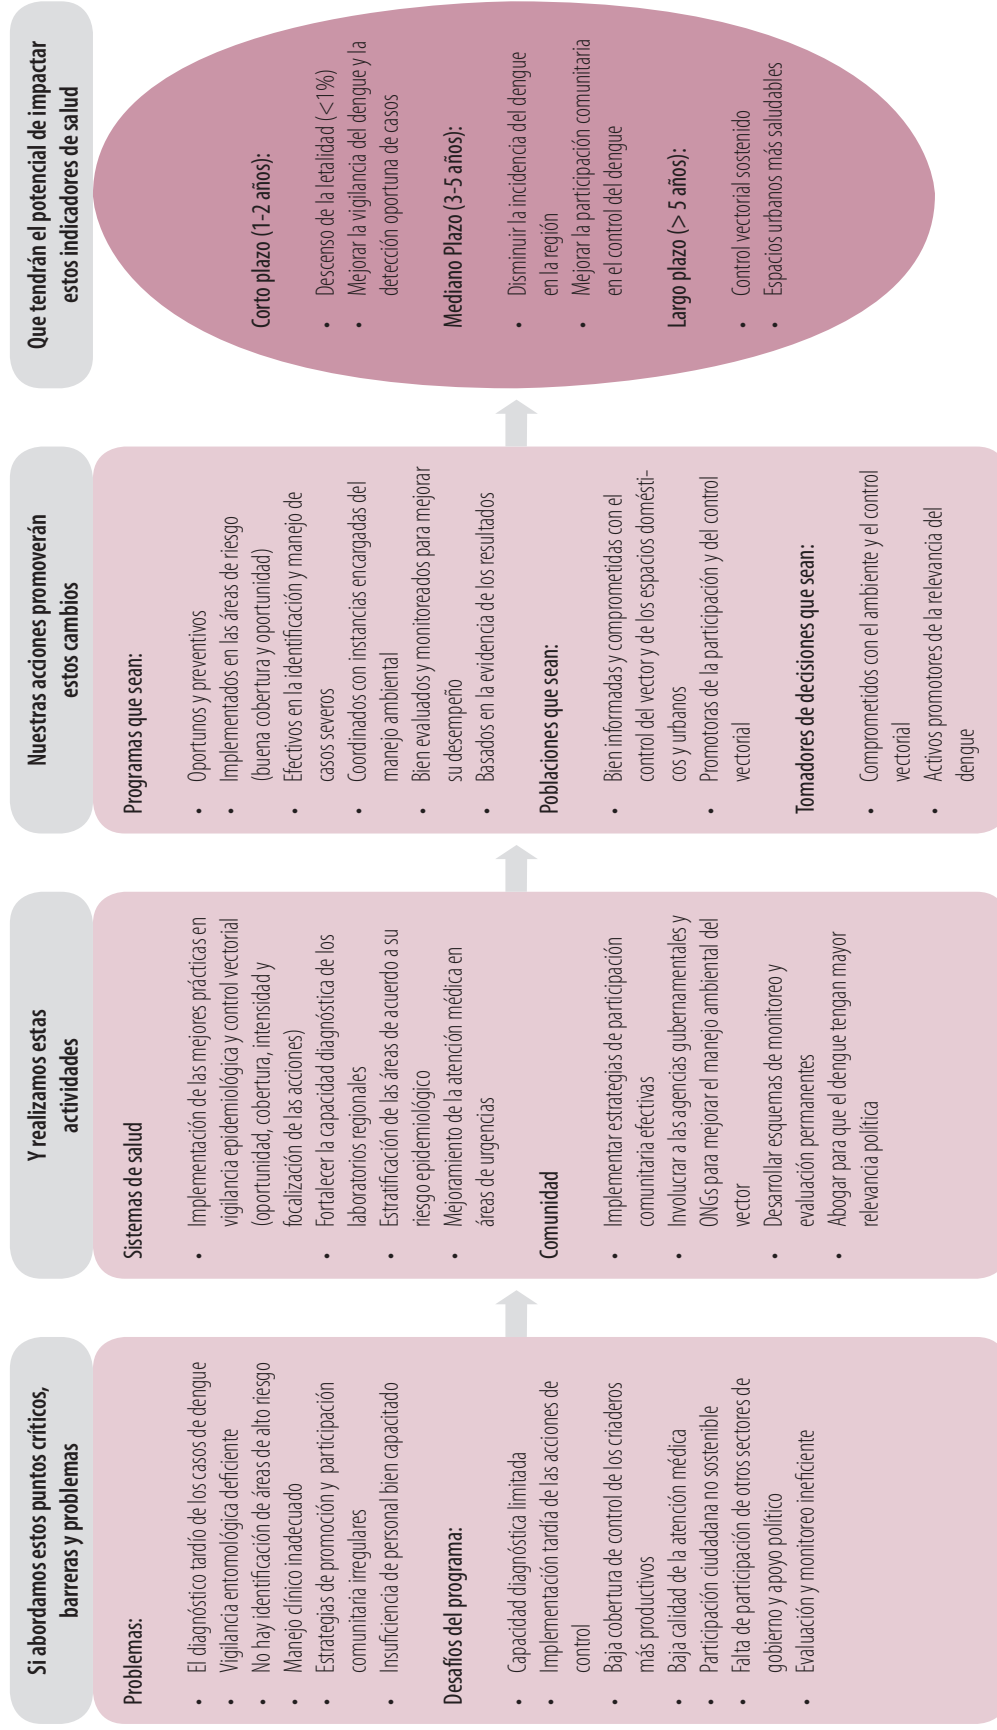 Si abordamos estos puntos críticos,
barreras y problemas
Problemas:
• El diagnóstico tardío de los casos de dengue
• Vigilancia entomológica deficiente
• No hay identificación de áreas de alto riesgo
• Manejo clínico inadecuado
• Estrategias de promoción y participación
comunitaria irregulares
• Insuficiencia de personal bien capacitado
Desafíos del programa:
• Capacidad diagnóstica limitada
• Implementación tardía de las acciones de
control
• Baja cobertura de control de los criaderos
más productivos
• Baja calidad de la atención médica
• Participación ciudadana no sostenible
• Falta de participación de otros sectores de
gobierno y apoyo político
• Evaluación y monitoreo ineficiente
Y realizamos estas
actividades
Sistemas de salud
• Implementación de las mejores prácticas en
vigilancia epidemiológica y control vectorial
(oportunidad, cobertura, intensidad y
focalización de las acciones)
• Fortalecer la capacidad diagnóstica de los
laboratorios regionales
• Estratificación de las áreas de acuerdo a su
riesgo epidemiológico
• Mejoramiento de la atención médica en
áreas de urgencias
Comunidad
• Implementar estrategias de participación
comunitaria efectivas
• Involucrar a las agencias gubernamentales y
ONGs para mejorar el manejo ambiental del
vector
• Desarrollar esquemas de monitoreo y
evaluación permanentes
• Abogar para que el dengue tengan mayor
relevancia política
Nuestras acciones promoverán
estos cambios
Programas que sean:
• Oportunos y preventivos
• Implementados en las áreas de riesgo
(buena cobertura y oportunidad)
• Efectivos en la identificación y manejo de
casos severos
• Coordinados con instancias encargadas del
manejo ambiental
• Bien evaluados y monitoreados para mejorar
su desempeño
• Basados en la evidencia de los resultados
Poblaciones que sean:
• Bien informadas y comprometidas con el
control del vector y de los espacios domésti-
cos y urbanos
• Promotoras de la participación y del control
vectorial
Tomadores de decisiones que sean:
• Comprometidos con el ambiente y el control
vectorial
• Activos promotores de la relevancia del
dengue
Que tendrán el potencial de impactar
estos indicadores de salud
Corto plazo (1-2 años):
• Descenso de la letalidad (<1%)
• Mejorar la vigilancia del dengue y la
detección oportuna de casos
Mediano Plazo (3-5 años):
• Disminuir la incidencia del dengue
en la región
• Mejorar la participación comunitaria
en el control del dengue
Largo plazo (> 5 años):
• Control vectorial sostenido
• Espacios urbanos más saludables